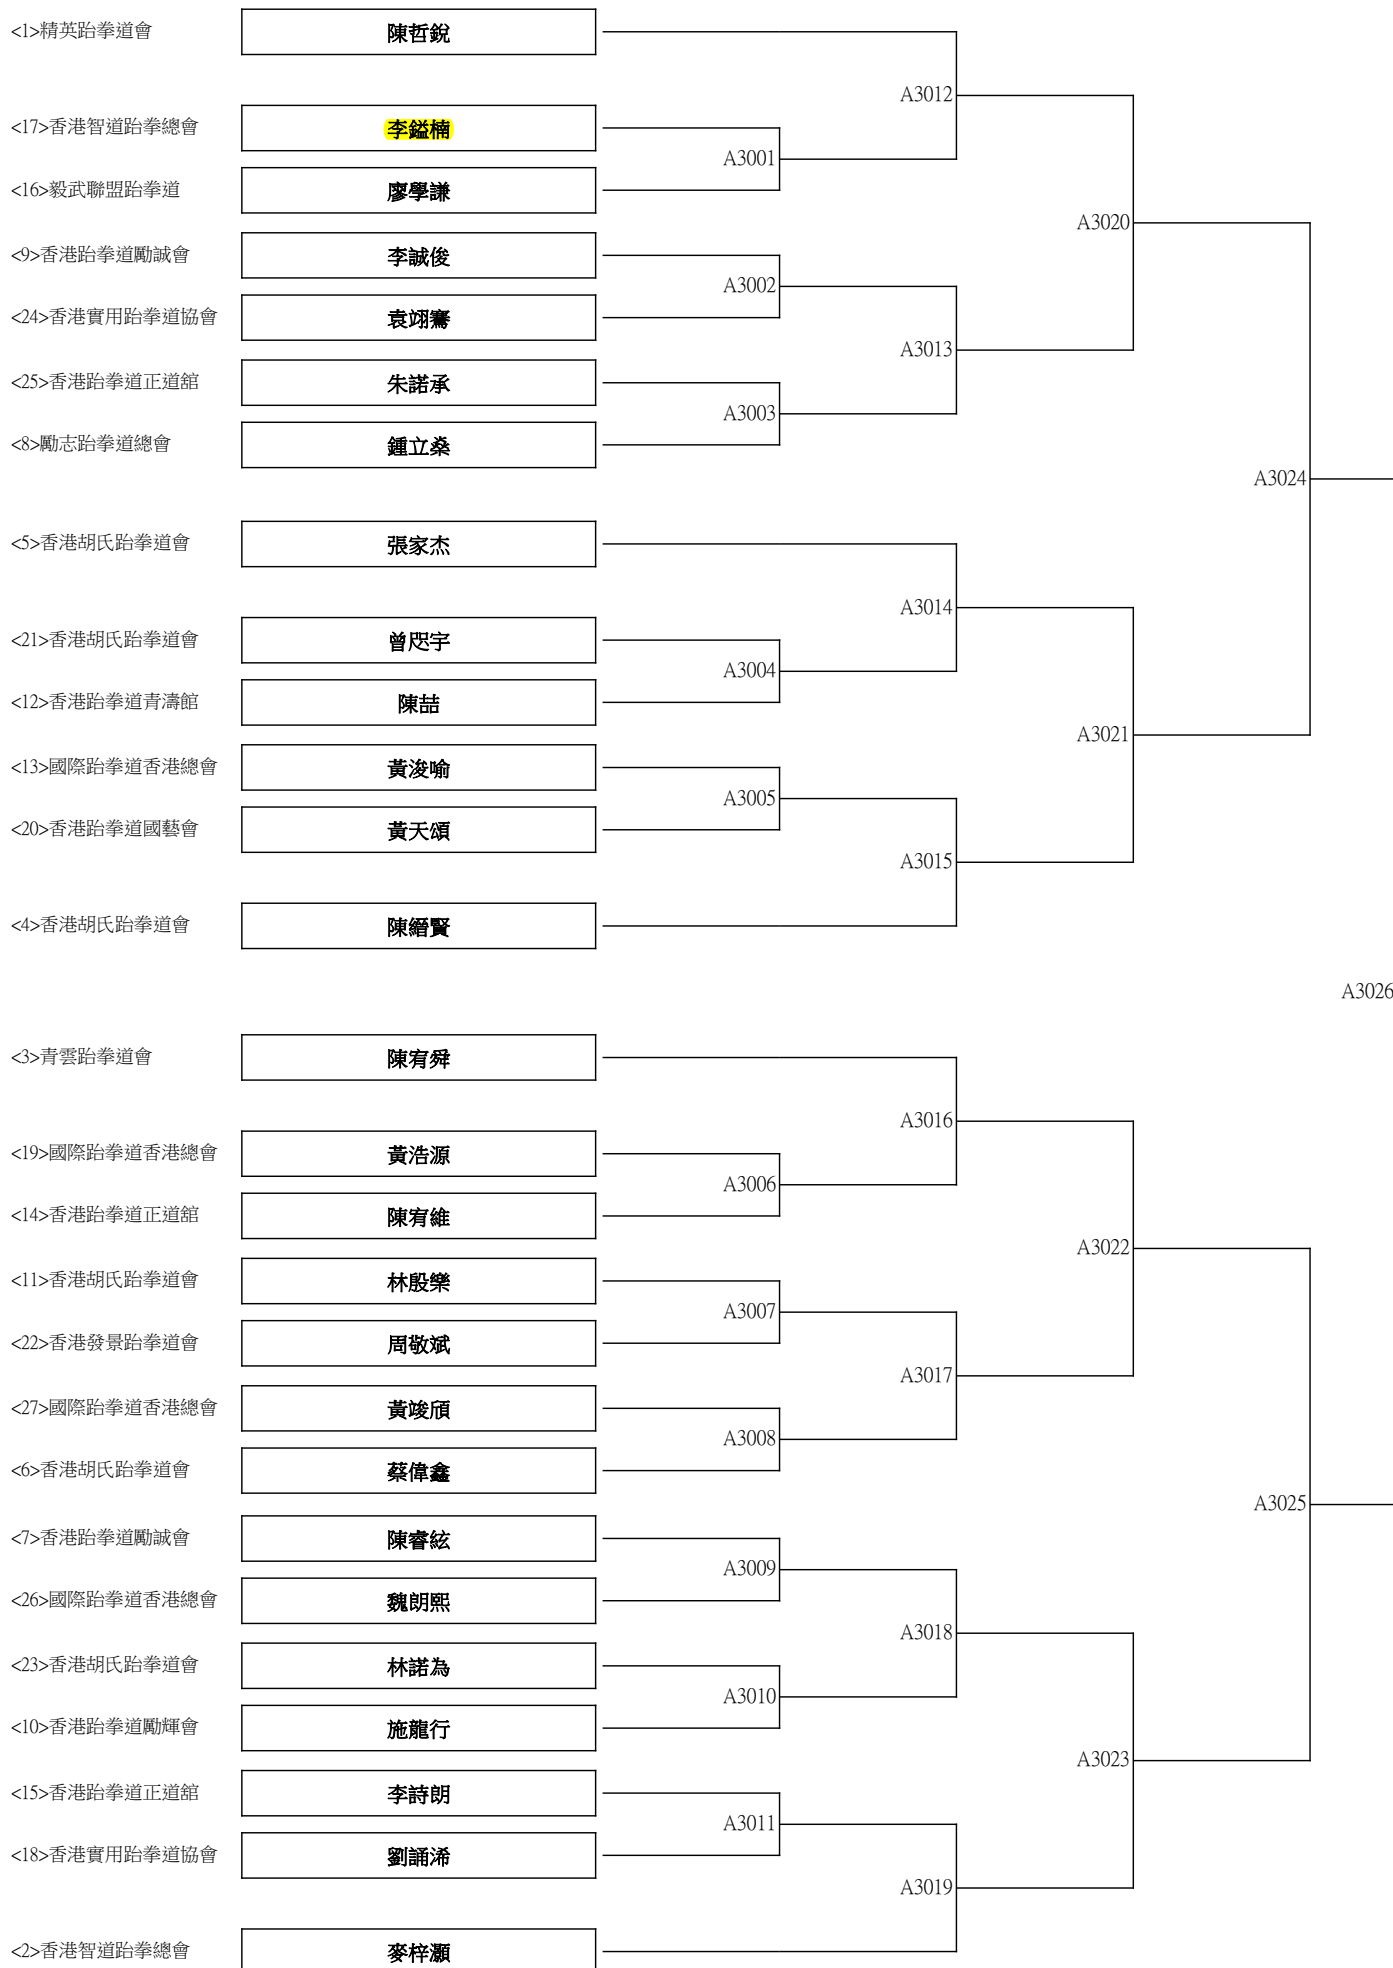 <1>精英跆拳道會 陳哲銳
A3012
<17>香港智道跆拳總會 李鎰楠
A3001
<16>毅武聯盟跆拳道 廖學謙
A3020
<9>香港跆拳道勵誠會 李誠俊
A3002
<24>香港實用跆拳道協會 袁翊騫
A3013
<25>香港跆拳道正道舘 朱諾承
A3003
<8>勵志跆拳道總會 鍾立燊
A3024
<5>香港胡氏跆拳道會 張家杰
A3014
<21>香港胡氏跆拳道會 曾咫宇
A3004
<12>香港跆拳道青濤館 陳喆
A3021
<13>國際跆拳道香港總會 黃浚喻
A3005
<20>香港跆拳道國藝會 黃天頌
A3015
<4>香港胡氏跆拳道會 陳縉賢
A3026
<3>青雲跆拳道會 陳宥舜
A3016
<19>國際跆拳道香港總會 黃浩源
A3006
<14>香港跆拳道正道舘 陳宥維
A3022
<11>香港胡氏跆拳道會 林殷樂
A3007
<22>香港發景跆拳道會 周敬斌
A3017
<27>國際跆拳道香港總會 黃竣頎
A3008
<6>香港胡氏跆拳道會 蔡偉鑫
A3025
<7>香港跆拳道勵誠會 陳睿絃
A3009
<26>國際跆拳道香港總會 魏朗熙
A3018
<23>香港胡氏跆拳道會 林諾為
A3010
<10>香港跆拳道勵輝會 施龍行
A3023
<15>香港跆拳道正道舘 李詩朗
A3011
<18>香港實用跆拳道協會 劉誦浠
A3019
<2>香港智道跆拳總會 麥梓灝